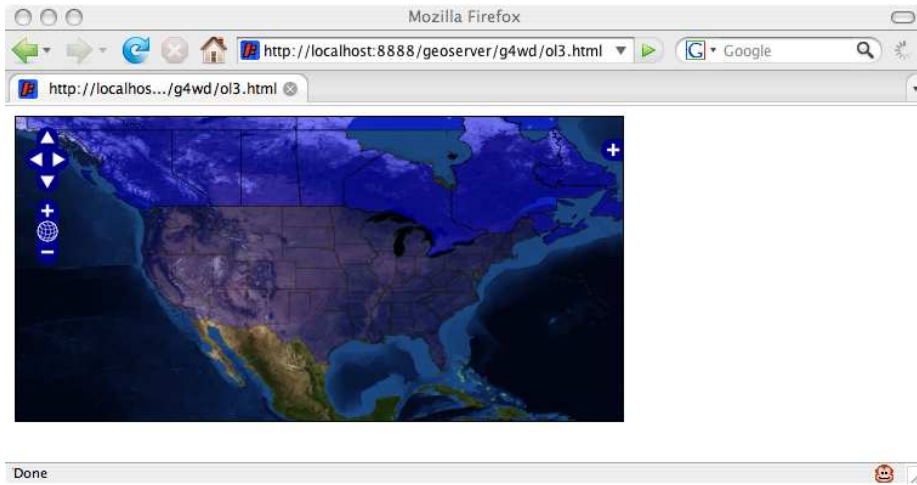 Mozilla Firefox
http://localhost:8888/geoserver/g4wd/ol3.html
G Google
http://localhos.../g4wd/ol3.html
Done